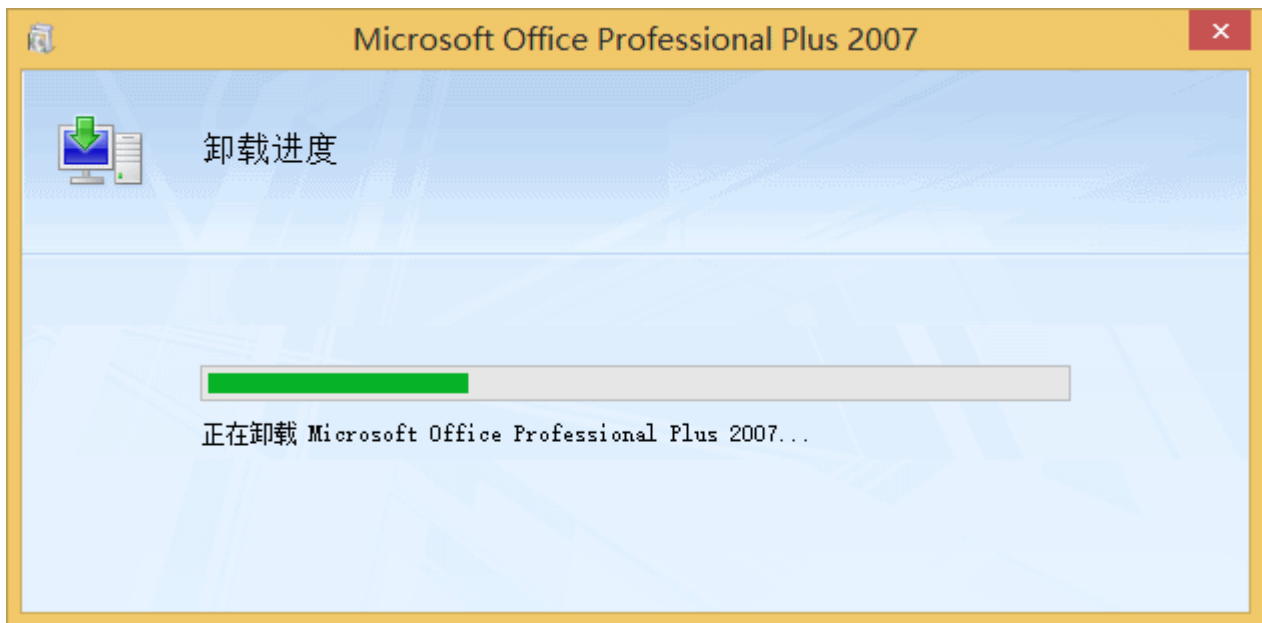 Microsoft Office Professional Plus 2007
卸载进度
正在卸载 Microsoft Office Professional Plus 2007...